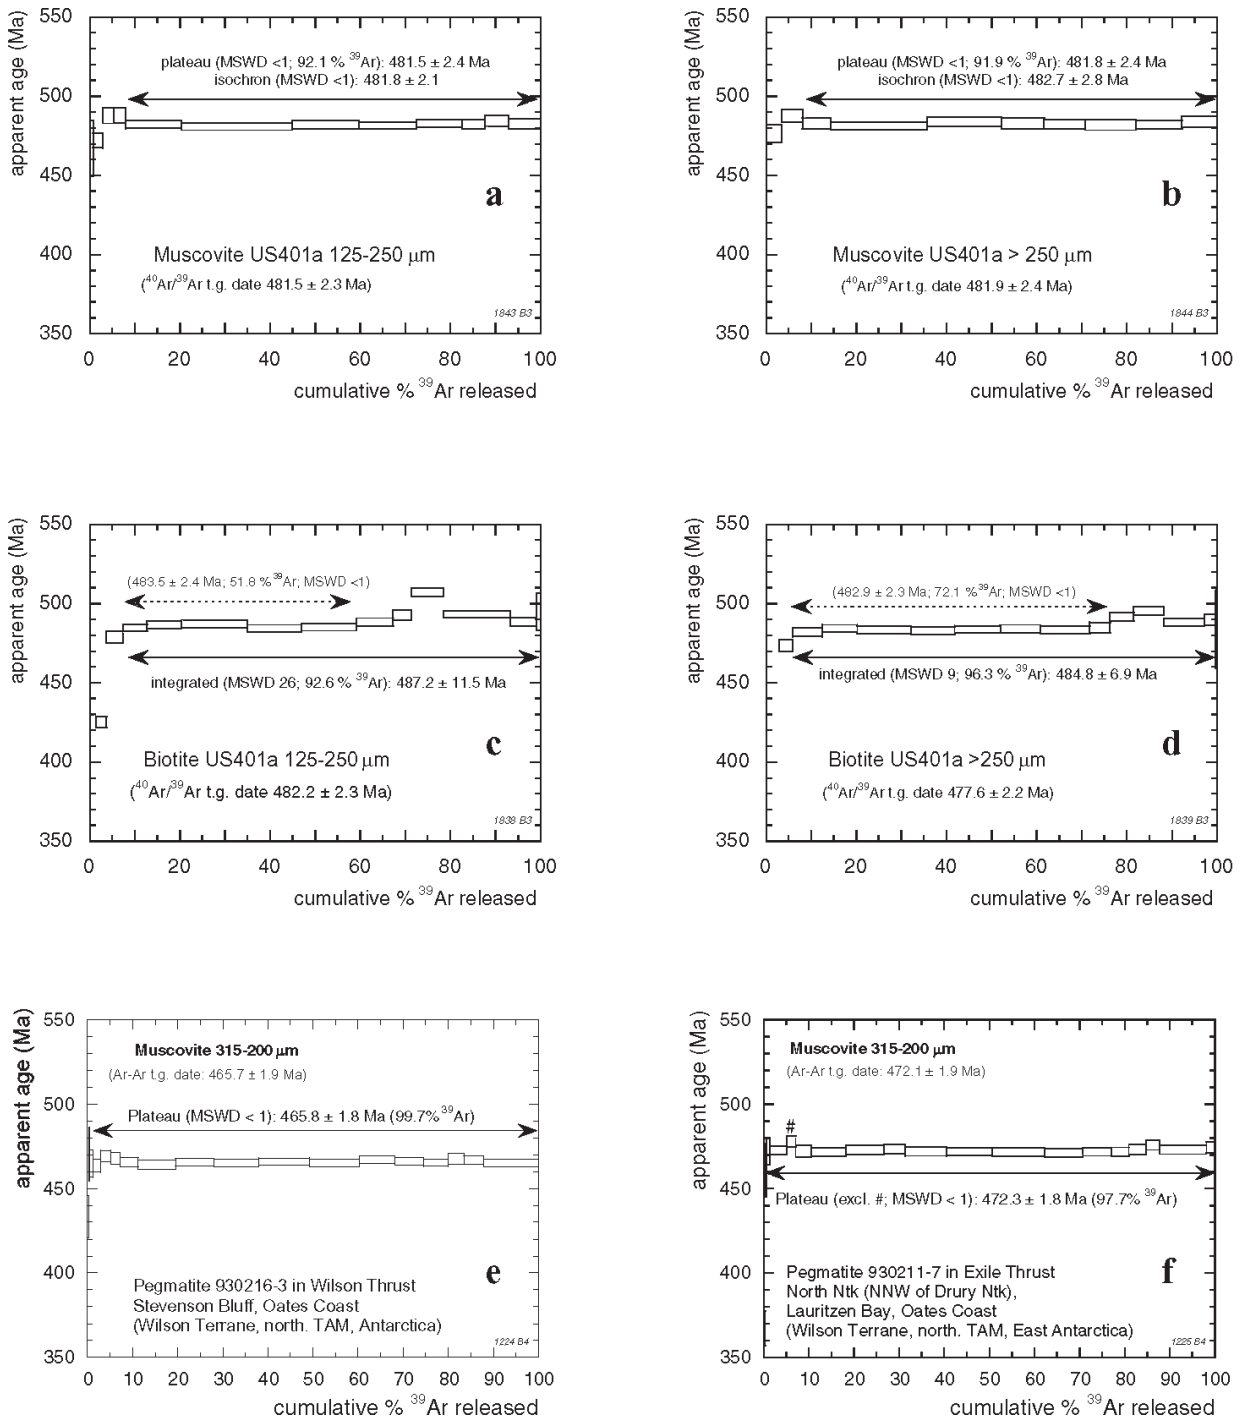 550
500
450
400
350
apparent age (Ma)
plateau (MSWD <1; 92.1 % 39Ar): 481.5 ± 2.4 Ma
isochron (MSWD <1): 481.8 ± 2.1
a
Muscovite US401a 125-250 µm
(40Ar/39Ar t.g. date 481.5 ± 2.3 Ma)
1843 B3
0 20 40 60 80 100
cumulative % 39Ar released
550
500
450
400
350
apparent age (Ma)
plateau (MSWD <1; 91.9 % 39Ar): 481.8 ± 2.4 Ma
isochron (MSWD <1): 482.7 ± 2.8 Ma
b
Muscovite US401a > 250 µm
(40Ar/39Ar t.g. date 481.9 ± 2.4 Ma)
1844 B3
0 20 40 60 80 100
cumulative % 39Ar released
550
500
450
400
350
apparent age (Ma)
(483.5 ± 2.4 Ma; 51.8 % 39Ar; MSWD <1)
integrated (MSWD 26; 92.6 % 39Ar): 487.2 ± 11.5 Ma
c
Biotite US401a 125-250 µm
(40Ar/39Ar t.g. date 482.2 ± 2.3 Ma)
1838 B3
0 20 40 60 80 100
cumulative % 39Ar released
550
500
450
400
350
apparent age (Ma)
(482.9 ± 2.3 Ma; 72.1 % 39Ar; MSWD <1)
integrated (MSWD 9; 96.3 % 39Ar): 484.8 ± 6.9 Ma
d
Biotite US401a >250 µm
(40Ar/39Ar t.g. date 477.6 ± 2.2 Ma)
1839 B3
0 20 40 60 80 100
cumulative % 39Ar released
550
500
450
400
350
apparent age (Ma)
Muscovite 315-200 µm
(Ar-Ar t.g. date: 465.7 ± 1.9 Ma)
Plateau (MSWD < 1): 465.8 ± 1.8 Ma (99.7% 39Ar)
e
Pegmatite 930216-3 in Wilson Thrust
Stevenson Bluff, Oates Coast
(Wilson Terrane, north. TAM, Antarctica)
1224 B4
0 10 20 30 40 50 60 70 80 90 100
cumulative % 39Ar released
550
500
450
400
350
apparent age (Ma)
Muscovite 315-200 µm
(Ar-Ar t.g. date: 472.1 ± 1.9 Ma)
#
Plateau (excl. #; MSWD < 1): 472.3 ± 1.8 Ma (97.7% 39Ar)
f
Pegmatite 930211-7 in Exile Thrust
North Ntk (NNW of Drury Ntk),
Lauritzen Bay, Oates Coast
(Wilson Terrane, north. TAM, East Antarctica)
1225 B4
0 10 20 30 40 50 60 70 80 90 100
cumulative % 39Ar released